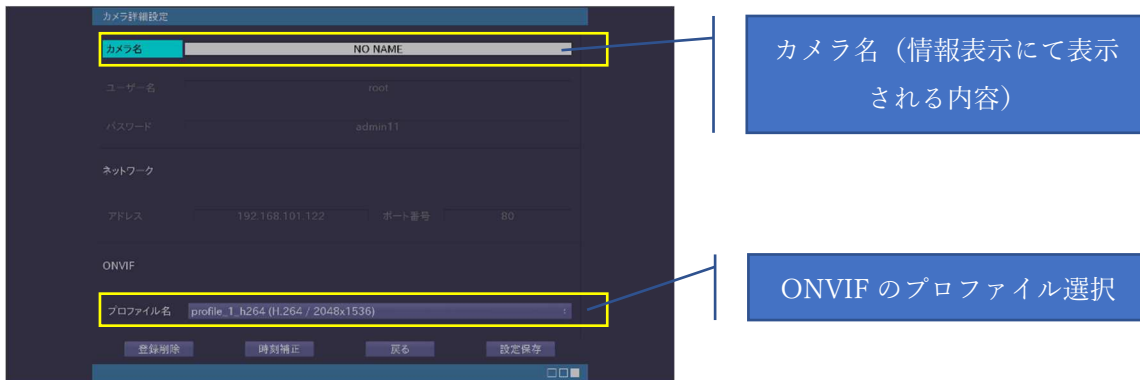 カメラ詳細設定
カメラ名 NO NAME
ユーザー名 root
パスワード admin11
ネットワーク
アドレス 192.168.101.122 ポート番号 80
ONVIF
プロファイル名 profile_1_h264 (H.264 / 2048x1536)
登録削除 時刻補正 戻る 設定保存
カメラ名（情報表示にて表示
される内容）
ONVIF のプロファイル選択